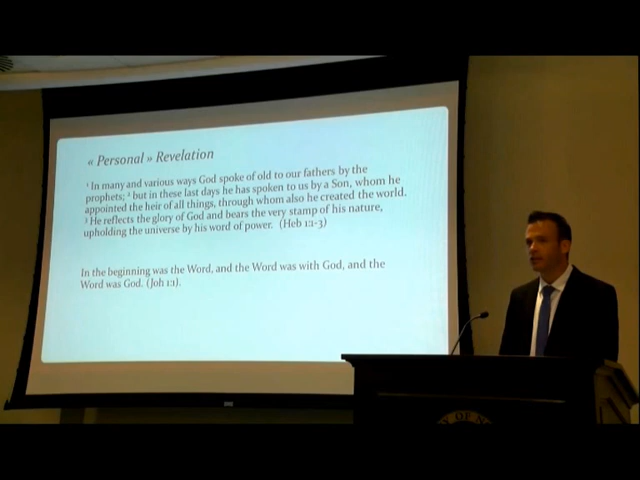 « Personal » Revelation
¹ In many and various ways God spoke of old to our fathers by the
prophets; ² but in these last days he has spoken to us by a Son, whom he
appointed the heir of all things, through whom also he created the world.
³ He reflects the glory of God and bears the very stamp of his nature,
upholding the universe by his word of power. (Heb 1:1-3)
In the beginning was the Word, and the Word was with God, and the
Word was God. (Joh 1:1).
Y OF N